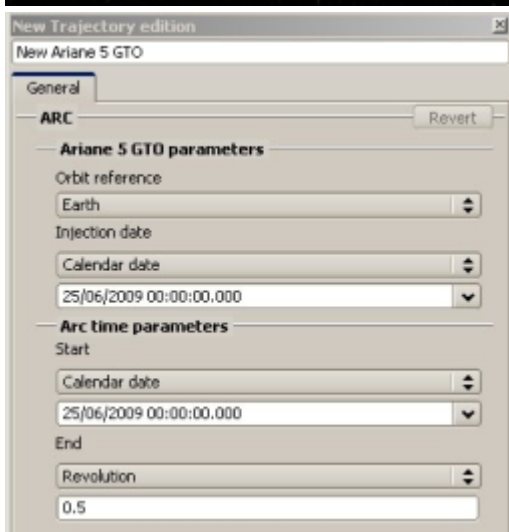 New Trajectory edition
New Ariane 5 GTO
General
ARC
Revert
Ariane 5 GTO parameters
Orbit reference
Earth
Injection date
Calendar date
25/06/2009 00:00:00.000
Arc time parameters
Start
Calendar date
25/06/2009 00:00:00.000
End
Revolution
0.5